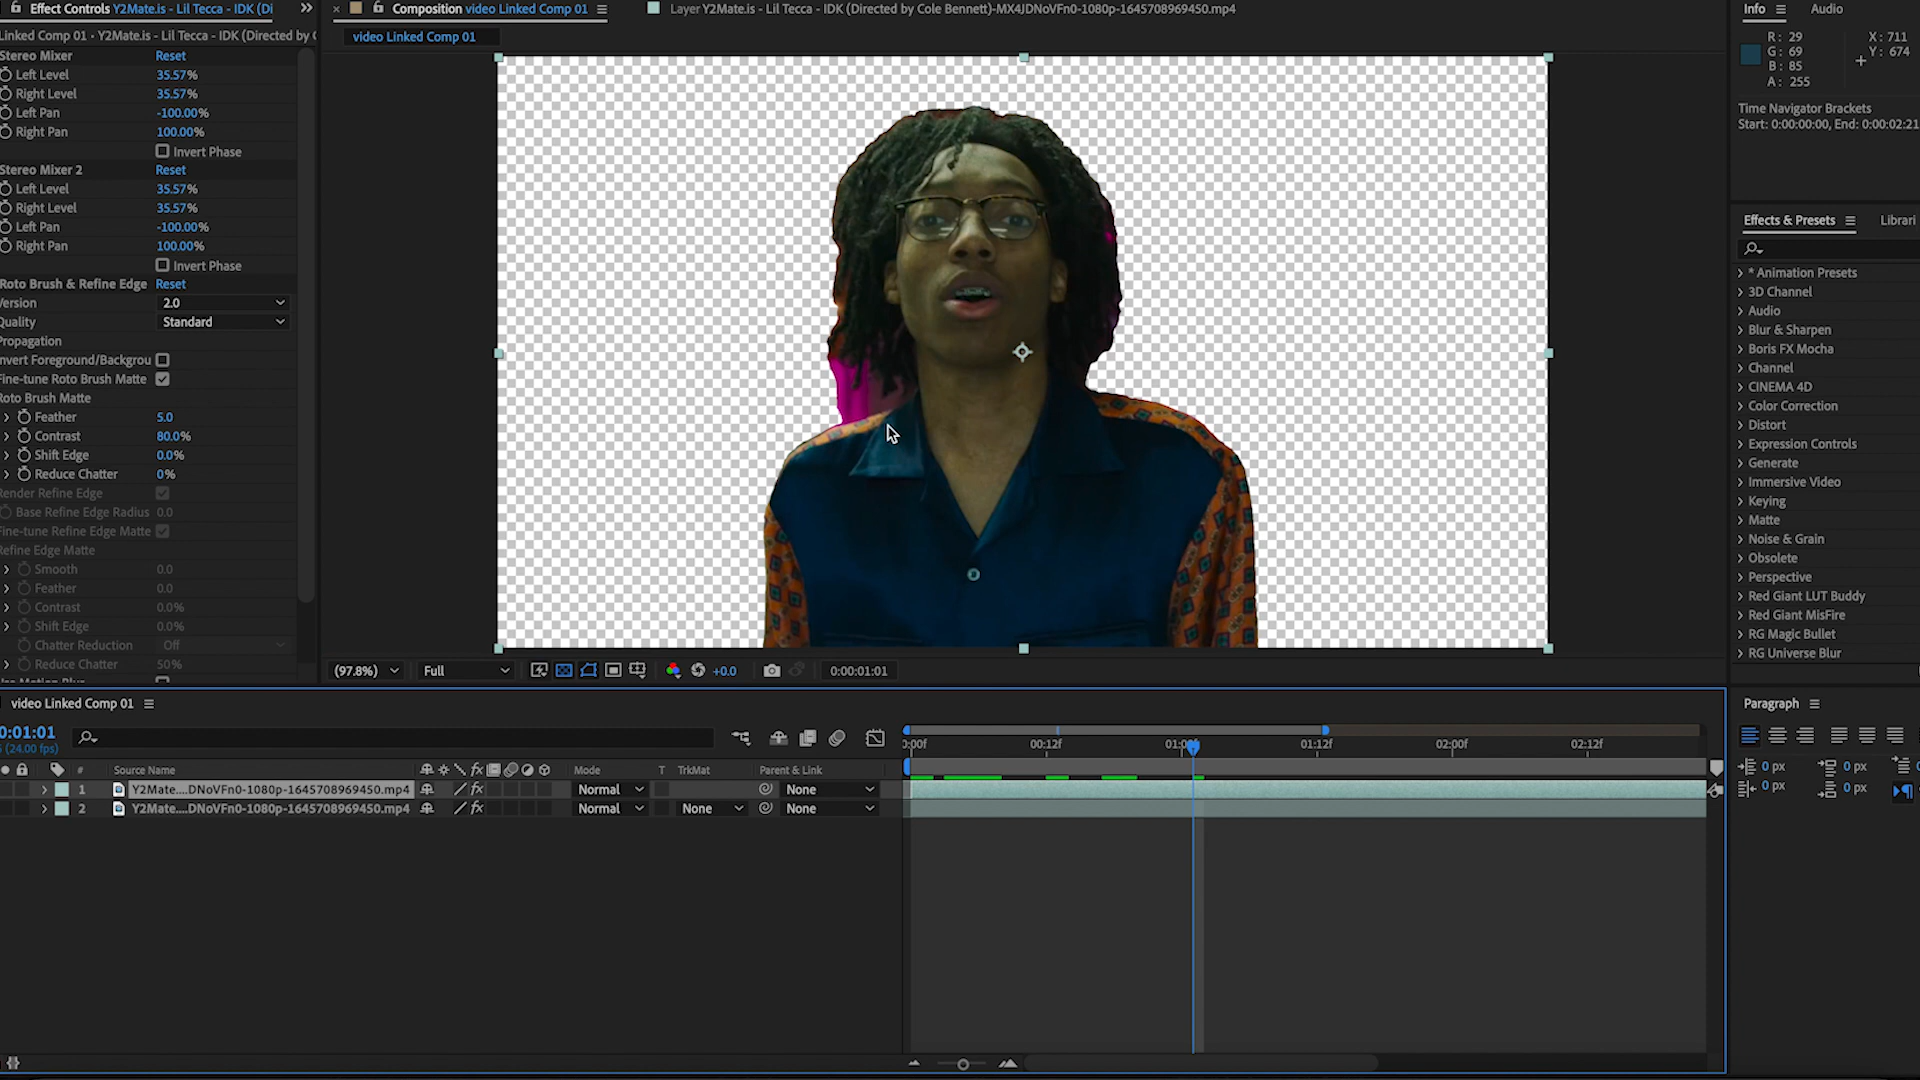 Effect Controls Y2Mate.is - Lil Tecca - IDK (Di
Linked Comp 01 • Y2Mate.is - Lil Tecca - IDK (Directed by C
Stereo Mixer Reset
Left Level 35.57%
Right Level 35.57%
Left Pan -100.00%
Right Pan 100.00%
Invert Phase
Stereo Mixer 2 Reset
Left Level 35.57%
Right Level 35.57%
Left Pan -100.00%
Right Pan 100.00%
Invert Phase
Roto Brush & Refine Edge Reset
Version 2.0
Quality Standard
Propagation
Invert Foreground/Backgrou
Fine-tune Roto Brush Matte
Roto Brush Matte
Feather 5.0
Contrast 80.0%
Shift Edge 0.0%
Reduce Chatter 0%
Render Refine Edge
Base Refine Edge Radius 0.0
Fine-tune Refine Edge Matte
Refine Edge Matte
Smooth 0.0
Feather 0.0
Contrast 0.0%
Shift Edge 0.0%
Chatter Reduction Off
Reduce Chatter 50%
Composition video Linked Comp 01
Layer Y2Mate.is - Lil Tecca - IDK (Directed by Cole Bennett)-MX4JDNoVFn0-1080p-1645708969450.mp4
video Linked Comp 01
(97.8%) Full +0.0 0:00:01:01
Info Audio
R: 29 X: 711
G: 69 Y: 674
B: 85
A: 255
Time Navigator Brackets
Start: 0:00:00:00, End: 0:00:02:21
Effects & Presets Librari
* Animation Presets
3D Channel
Audio
Blur & Sharpen
Boris FX Mocha
Channel
CINEMA 4D
Color Correction
Distort
Expression Controls
Generate
Immersive Video
Keying
Matte
Noise & Grain
Obsolete
Perspective
Red Giant LUT Buddy
Red Giant MisFire
RG Magic Bullet
RG Universe Blur
video Linked Comp 01
0:01:01
(24.00 fps)
# Source Name fx Mode T TrkMat Parent & Link
1 Y2Mate....DNoVFn0-1080p-1645708969450.mp4 fx Normal None
2 Y2Mate....DNoVFn0-1080p-1645708969450.mp4 fx Normal None None
0:00f 00:12f 01:00f 01:12f 02:00f 02:12f
Paragraph
0 px 0 px
0 px 0 px